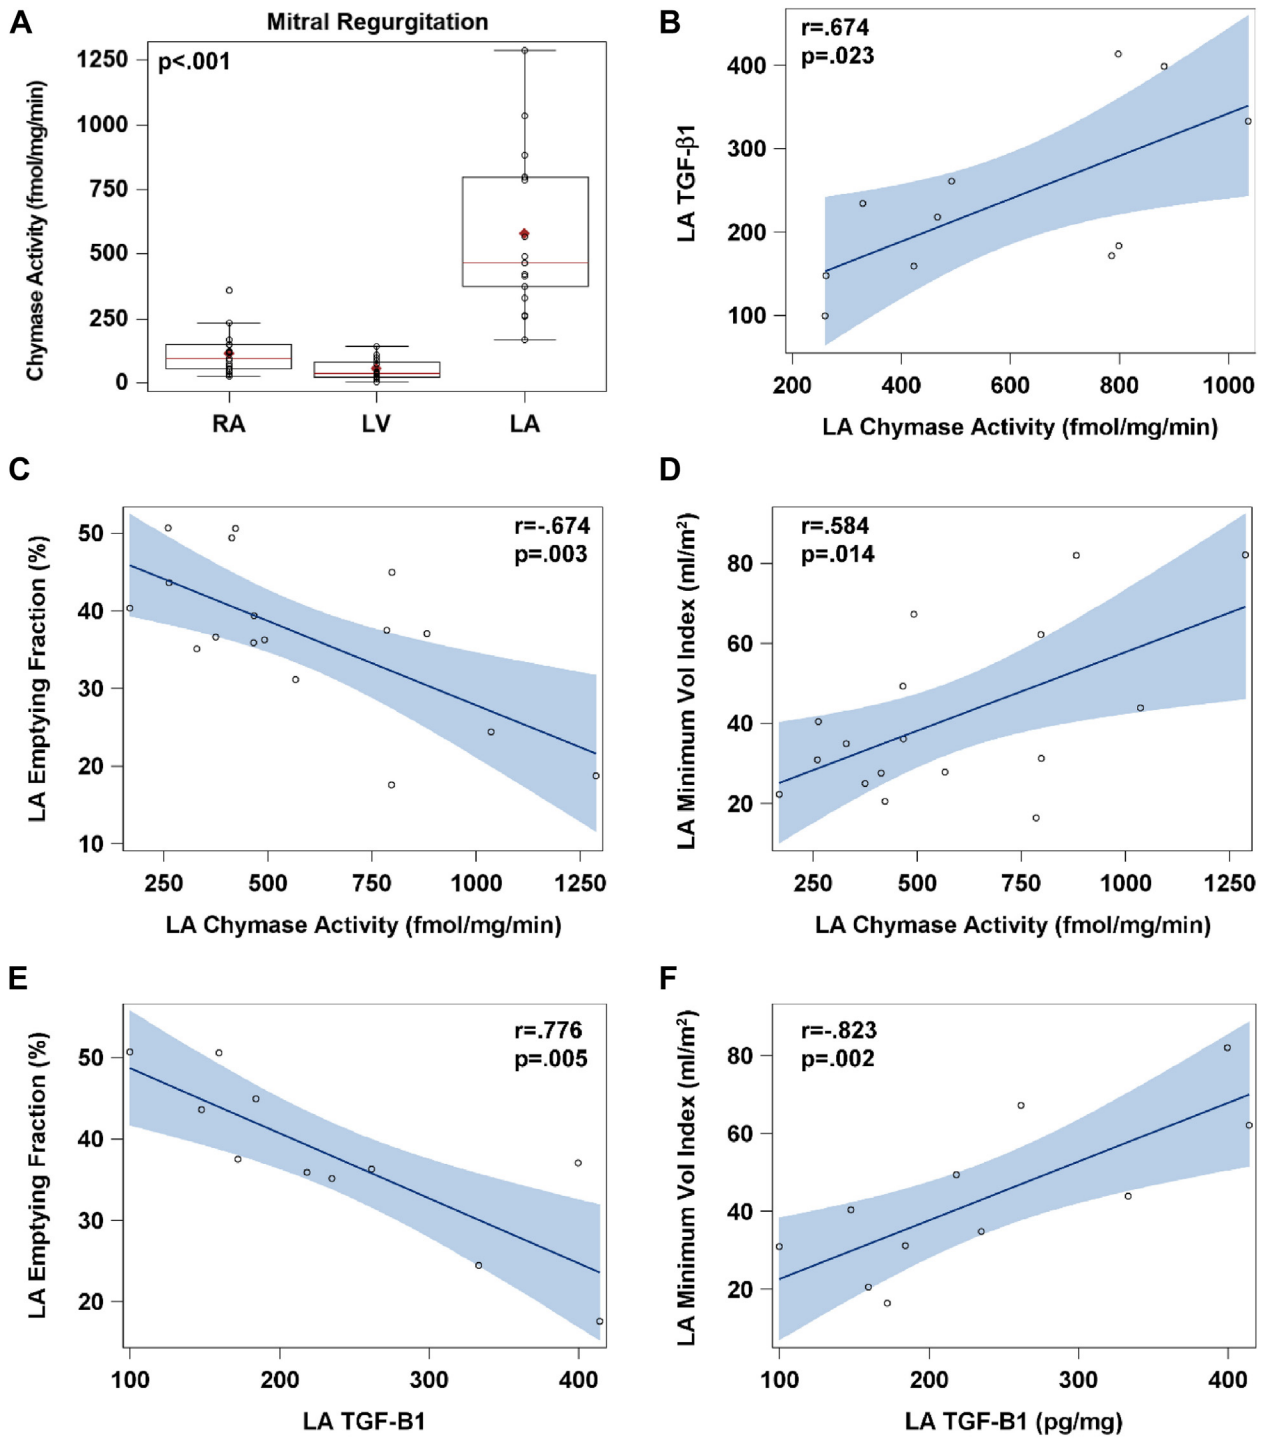 A
Mitral Regurgitation
p<.001
Chymase Activity (fmol/mg/min)
1250
1000
750
500
250
0
RA LV LA
B
r=.674
p=.023
LA TGF-β1
400
300
200
100
200 400 600 800 1000
LA Chymase Activity (fmol/mg/min)
C
r=-.674
p=.003
LA Emptying Fraction (%)
50
40
30
20
10
250 500 750 1000 1250
LA Chymase Activity (fmol/mg/min)
D
r=.584
p=.014
LA Minimum Vol Index (ml/m²)
80
60
40
20
250 500 750 1000 1250
LA Chymase Activity (fmol/mg/min)
E
r=.776
p=.005
LA Emptying Fraction (%)
50
40
30
20
100 200 300 400
LA TGF-B1
F
r=-.823
p=.002
LA Minimum Vol Index (ml/m²)
80
60
40
20
100 200 300 400
LA TGF-B1 (pg/mg)